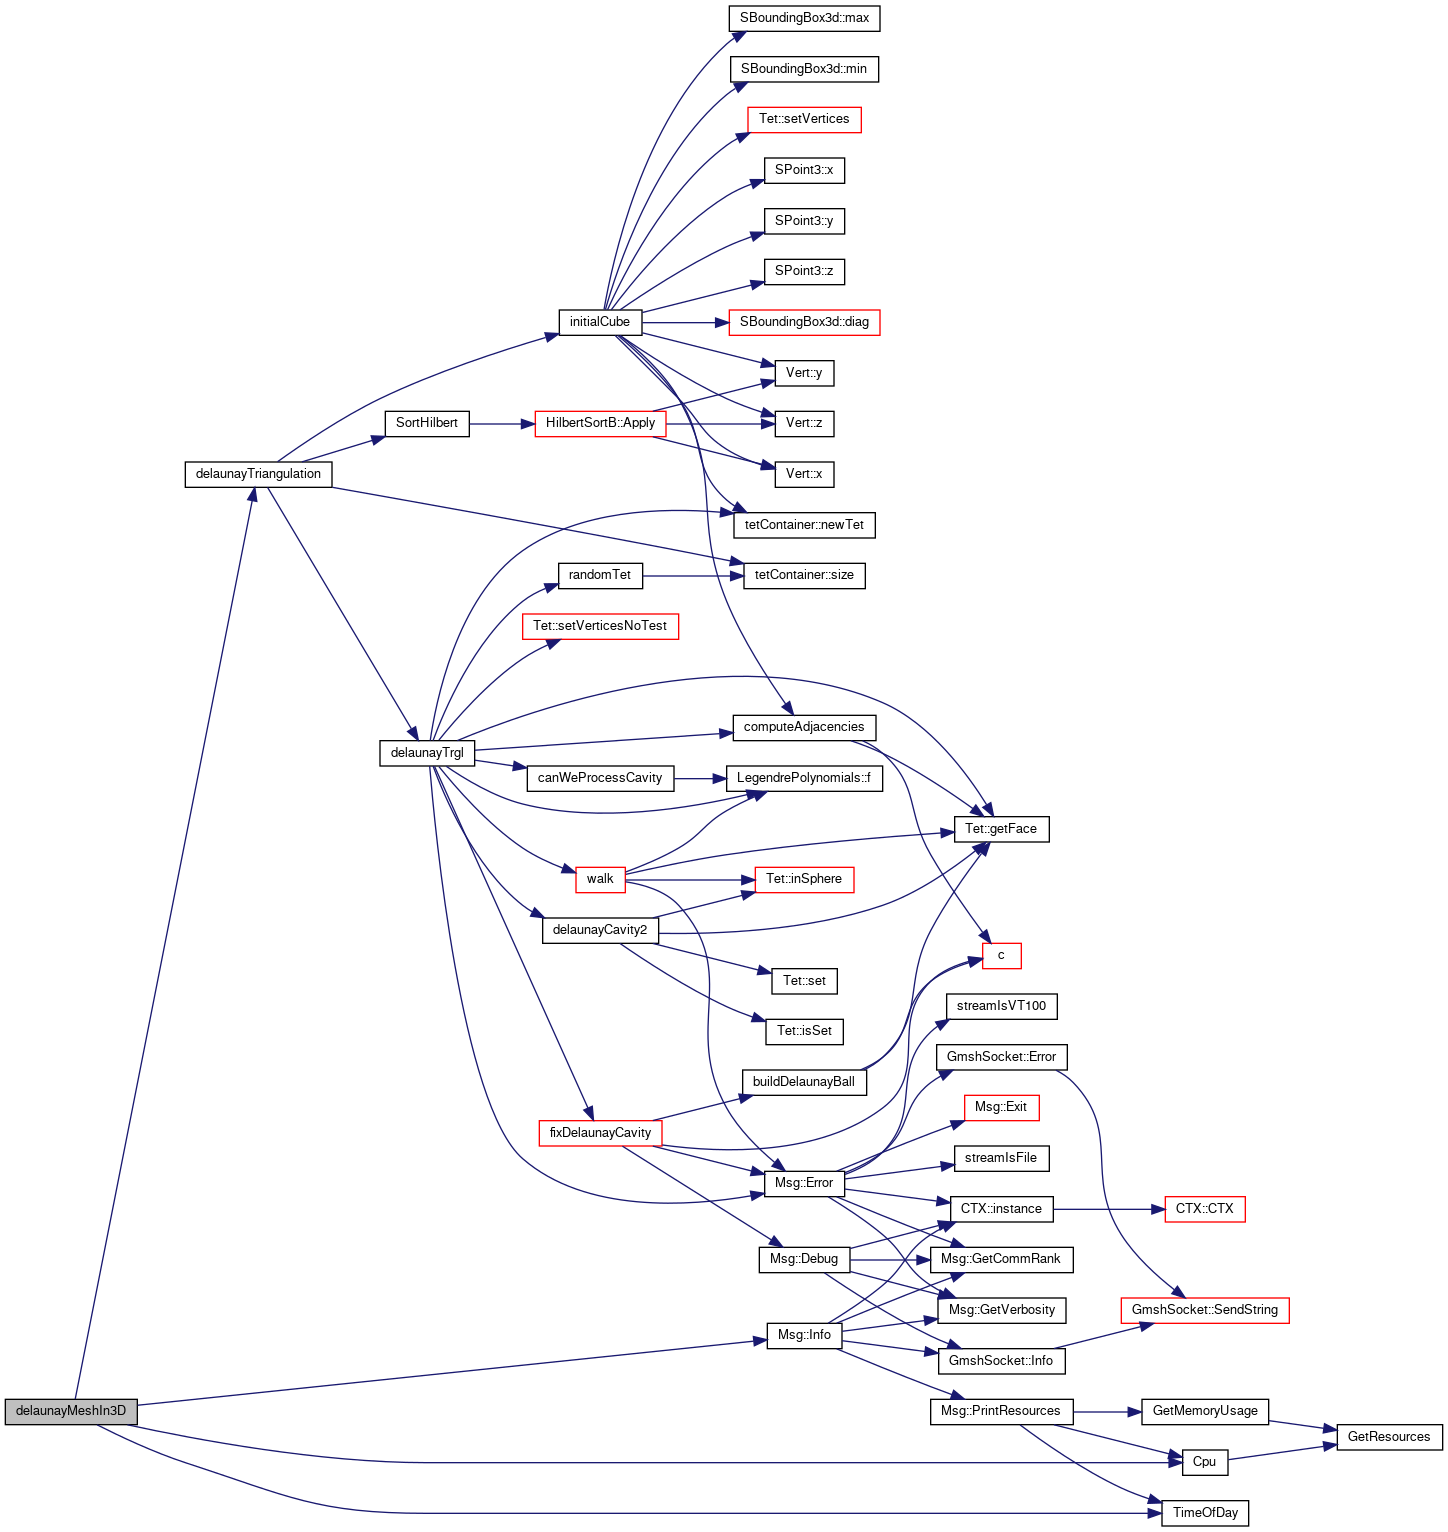 SBoundingBox3d::max
SBoundingBox3d::min
Tet::setVertices
SPoint3::x
SPoint3::y
SPoint3::z
initialCube
SBoundingBox3d::diag
Vert::y
SortHilbert
HilbertSortB::Apply
Vert::z
delaunayTriangulation
Vert::x
tetContainer::newTet
randomTet
tetContainer::size
Tet::setVerticesNoTest
computeAdjacencies
delaunayTrgl
canWeProcessCavity
LegendrePolynomials::f
Tet::getFace
walk
Tet::inSphere
delaunayCavity2
c
Tet::set
streamIsVT100
Tet::isSet
GmshSocket::Error
buildDelaunayBall
Msg::Exit
fixDelaunayCavity
streamIsFile
Msg::Error
CTX::instance
CTX::CTX
Msg::Debug
Msg::GetCommRank
Msg::GetVerbosity
GmshSocket::SendString
Msg::Info
GmshSocket::Info
delaunayMeshIn3D
Msg::PrintResources
GetMemoryUsage
GetResources
Cpu
TimeOfDay